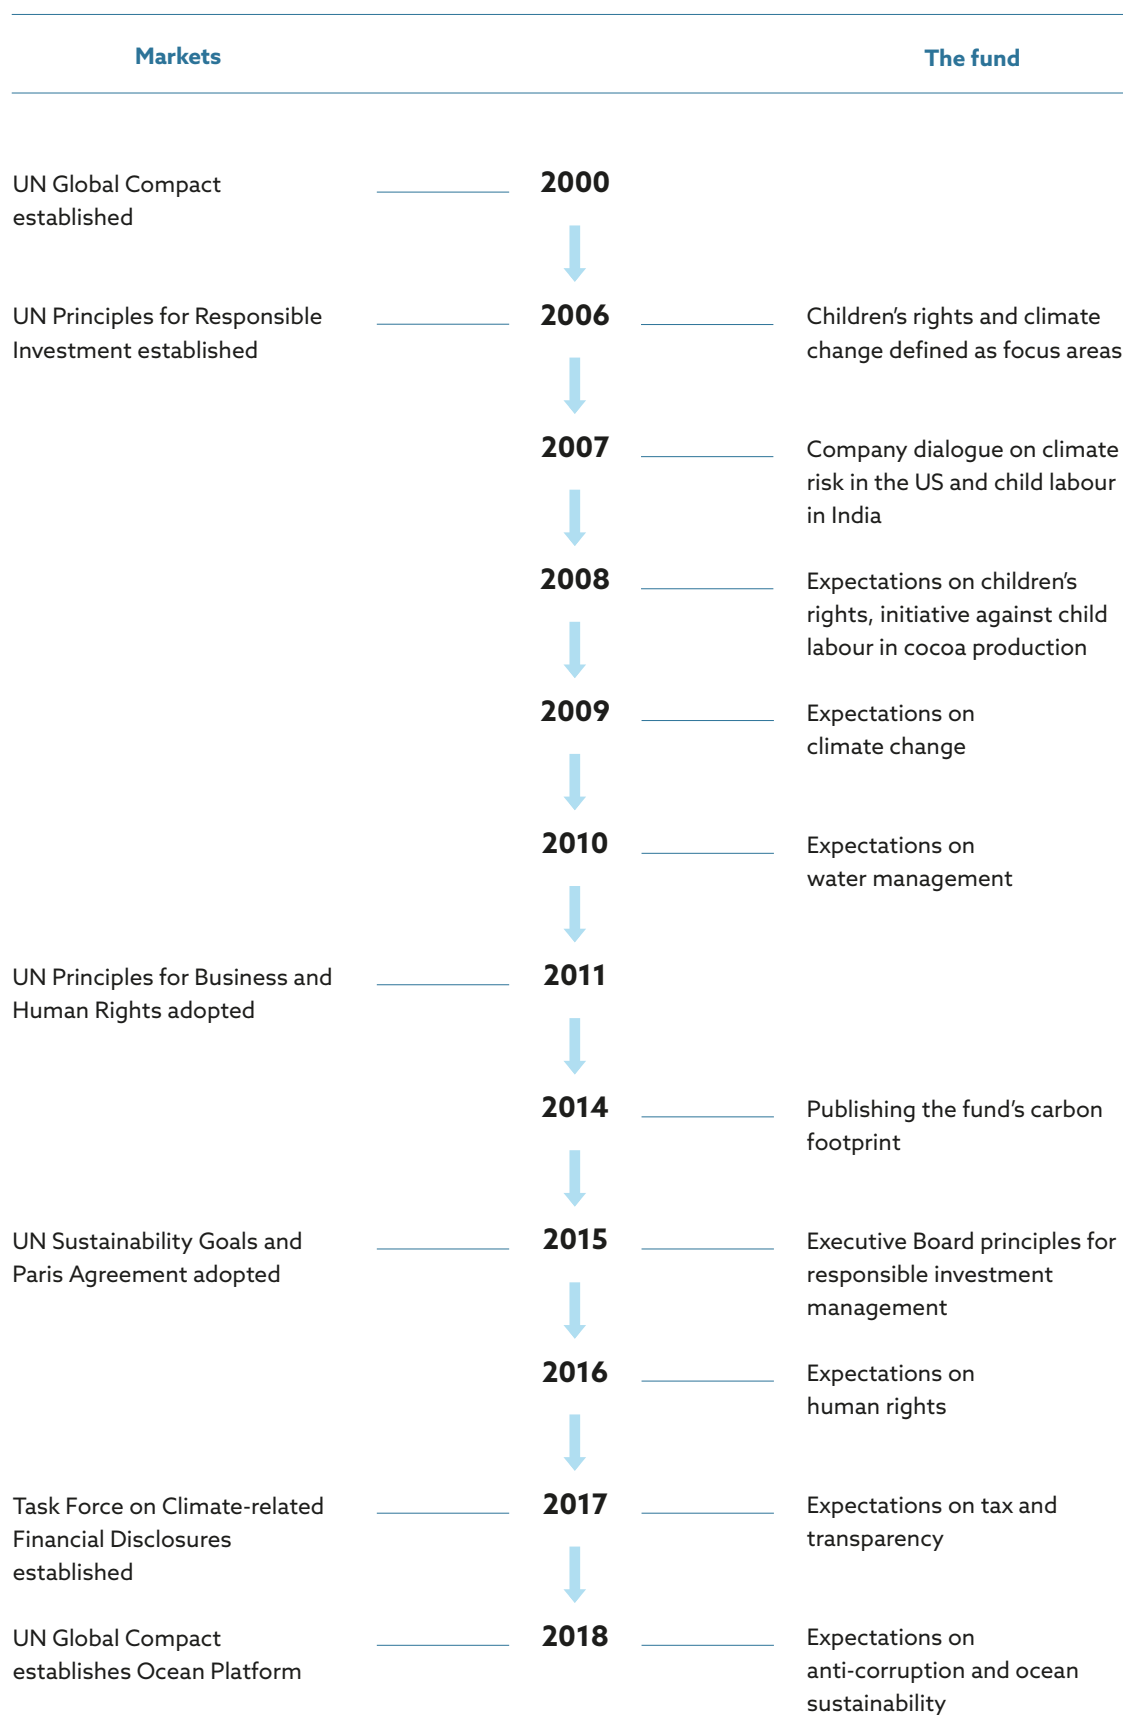 Markets
The fund
UN Global Compact
established
2000
UN Principles for Responsible
Investment established
2006
Children’s rights and climate
change defined as focus areas
2007
Company dialogue on climate
risk in the US and child labour
in India
2008
Expectations on children’s
rights, initiative against child
labour in cocoa production
2009
Expectations on
climate change
2010
Expectations on
water management
UN Principles for Business and
Human Rights adopted
2011
2014
Publishing the fund’s carbon
footprint
UN Sustainability Goals and
Paris Agreement adopted
2015
Executive Board principles for
responsible investment
management
2016
Expectations on
human rights
Task Force on Climate-related
Financial Disclosures
established
2017
Expectations on tax and
transparency
UN Global Compact
establishes Ocean Platform
2018
Expectations on
anti-corruption and ocean
sustainability